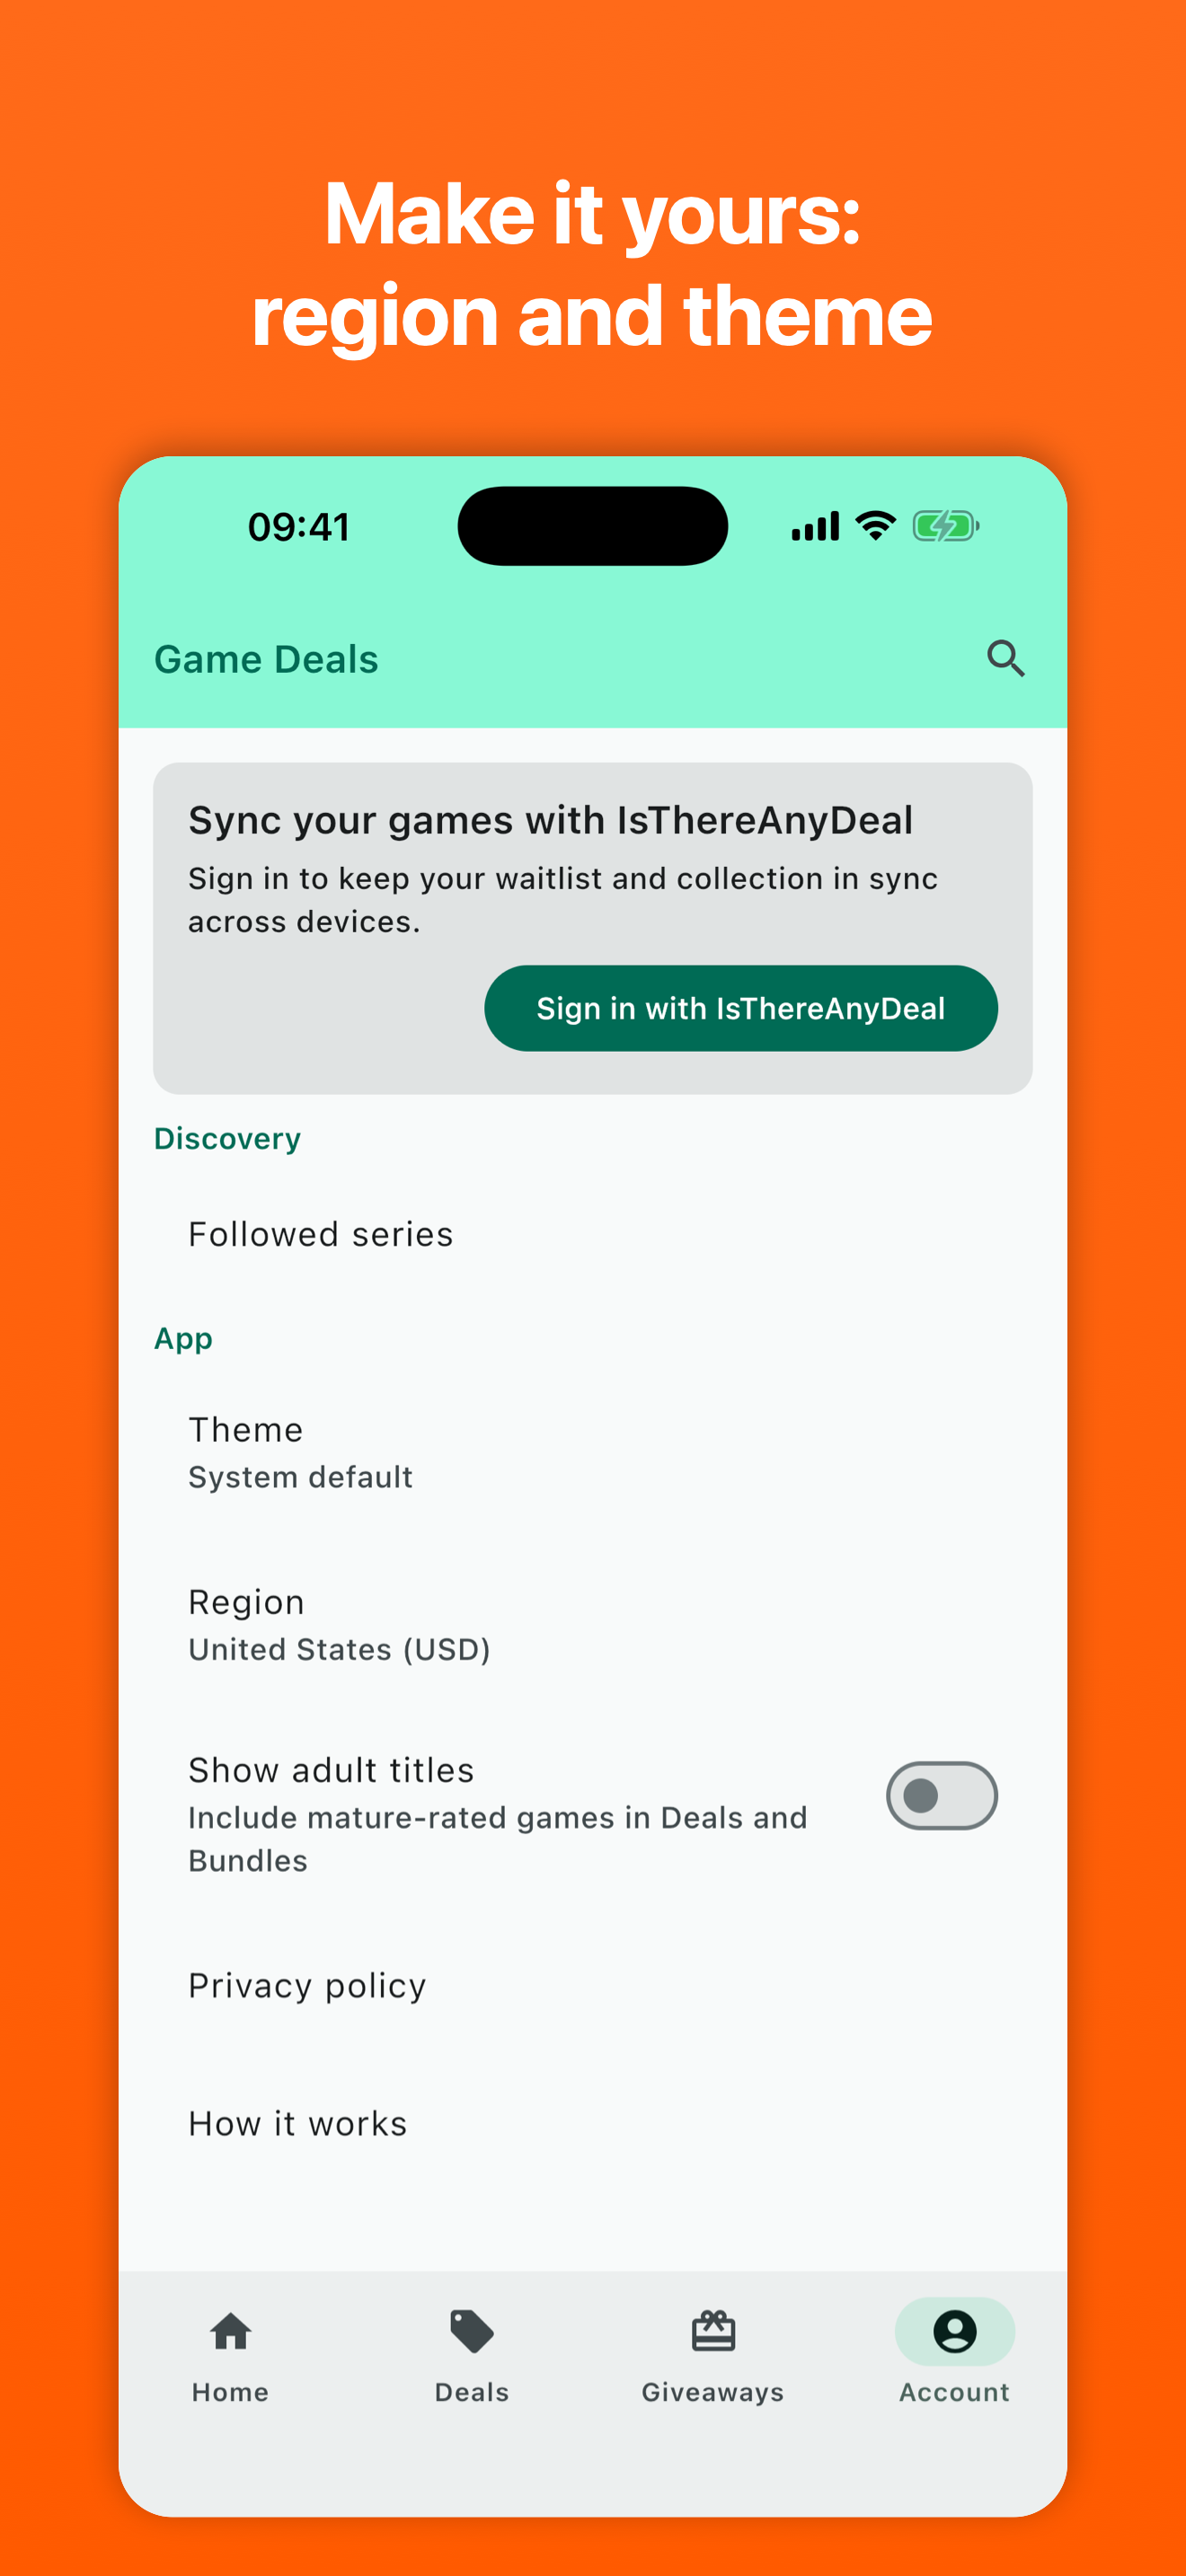 Make it yours:
region and theme
09:41
Game Deals
Sync your games with IsThereAnyDeal
Sign in to keep your waitlist and collection in sync
across devices.
Sign in with IsThereAnyDeal
Discovery
Followed series
App
Theme
System default
Region
United States (USD)
Show adult titles
Include mature-rated games in Deals and
Bundles
Privacy policy
How it works
Home
Deals
Giveaways
Account